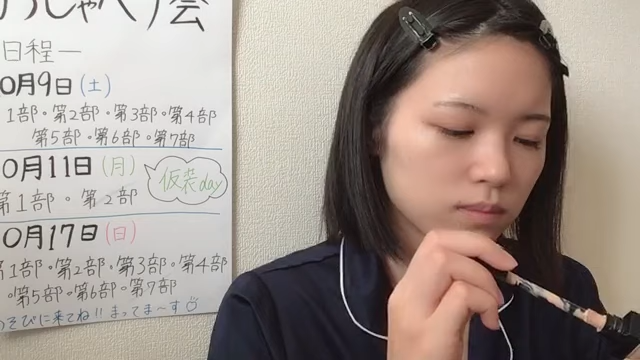 おしゃべり会
日程ー
0月9日(土)
1部・第2部・第3部・第4部
第5部・第6部・第7部
0月11日(月) 仮装day
第1部・第2部
0月17日(日)
第1部・第2部・第3部・第4部
・第5部・第6部・第7部
そびに来てね!!まってま～す